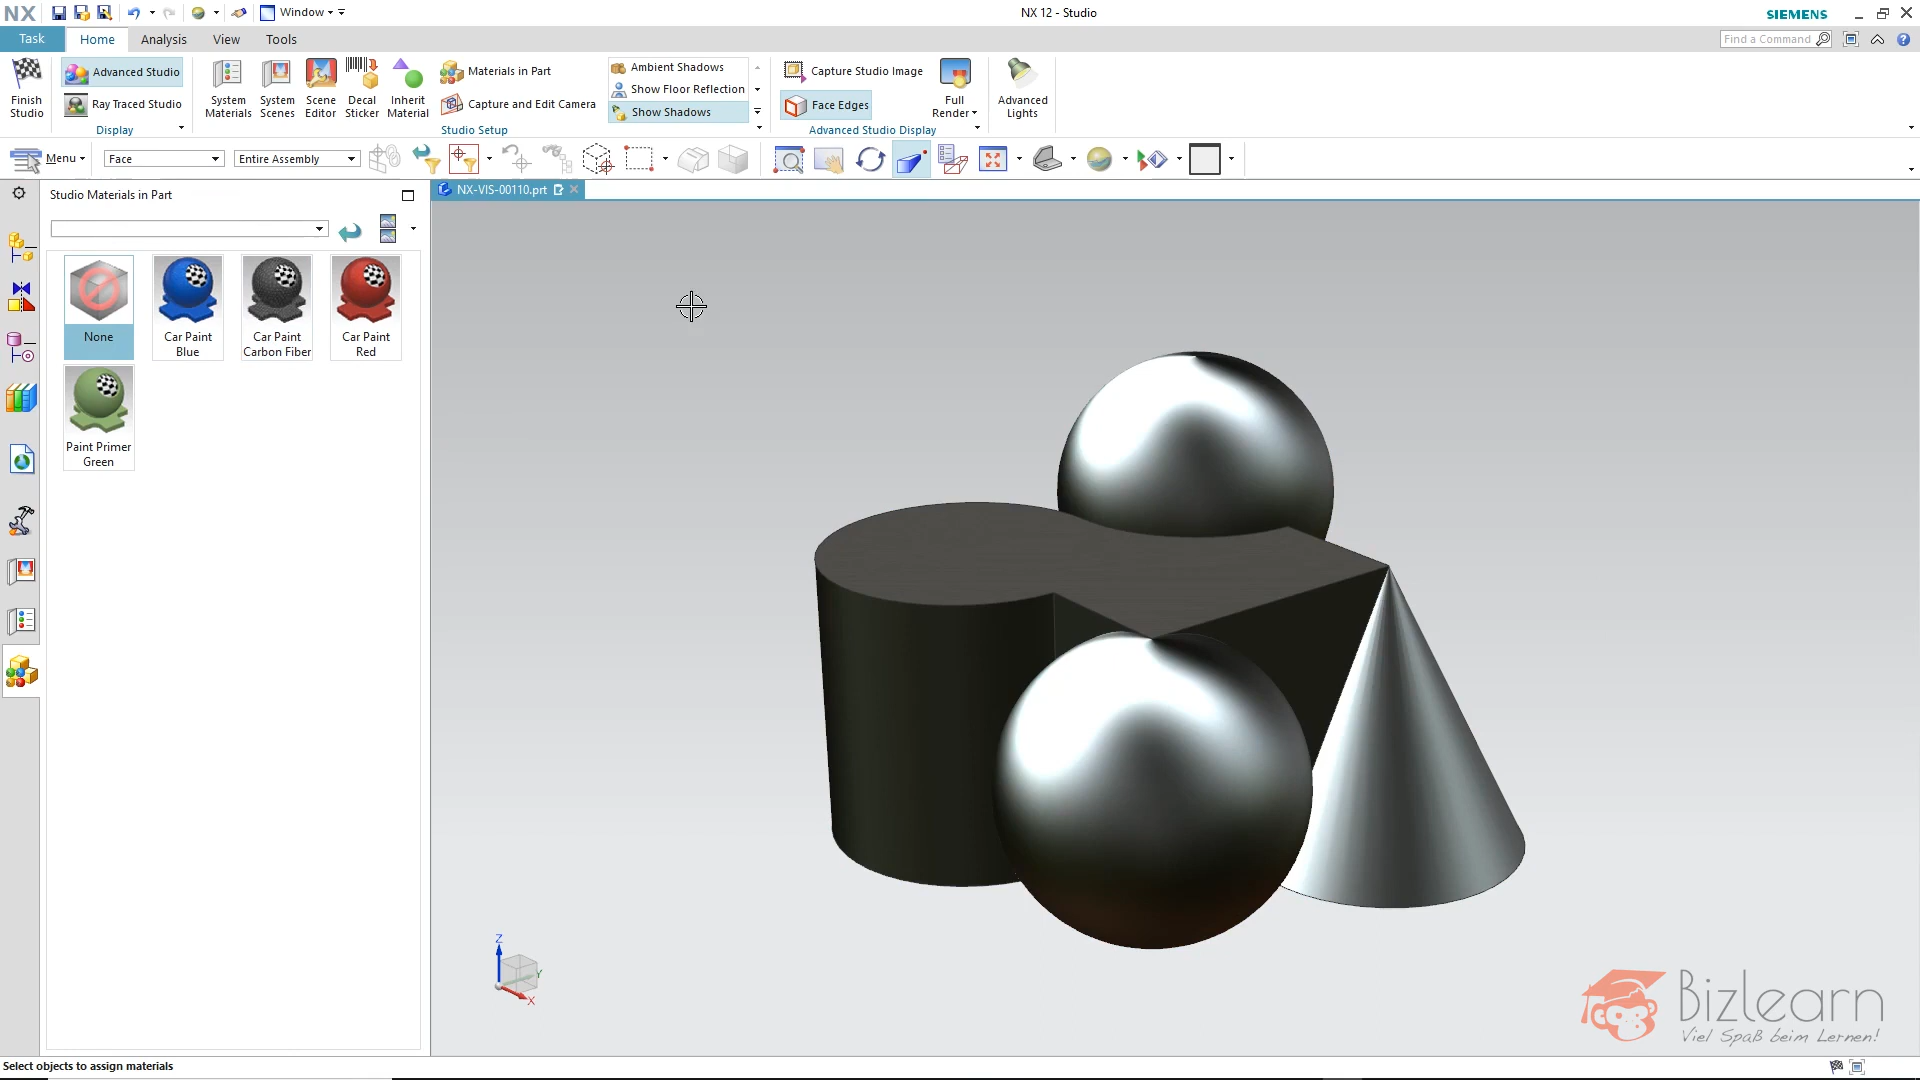 NX
Window
NX 12 - Studio
SIEMENS
Task
Home
Analysis
View
Tools
Find a Command
Finish Studio
Advanced Studio
Ray Traced Studio
Display
System Materials
System Scenes
Scene Editor
Decal Sticker
Inherit Material
Materials in Part
Capture and Edit Camera
Studio Setup
Ambient Shadows
Show Floor Reflection
Show Shadows
Capture Studio Image
Face Edges
Full Render
Advanced Studio Display
Advanced Lights
Menu
Face
Entire Assembly
Studio Materials in Part
NX-VIS-00110.prt
None
Car Paint Blue
Car Paint Carbon Fiber
Car Paint Red
Paint Primer Green
Z
Y
X
Bizlearn
Viel Spaß beim Lernen!
Select objects to assign materials